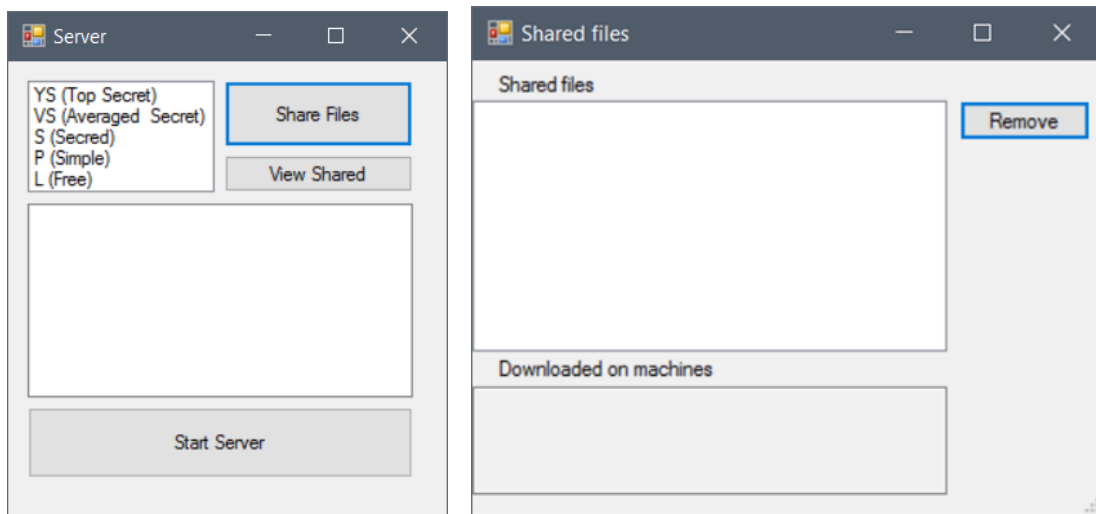 Server
YS (Top Secret)
VS (Averaged Secret)
S (Secred)
P (Simple)
L (Free)
Share Files
View Shared
Start Server
Shared files
Shared files
Remove
Downloaded on machines